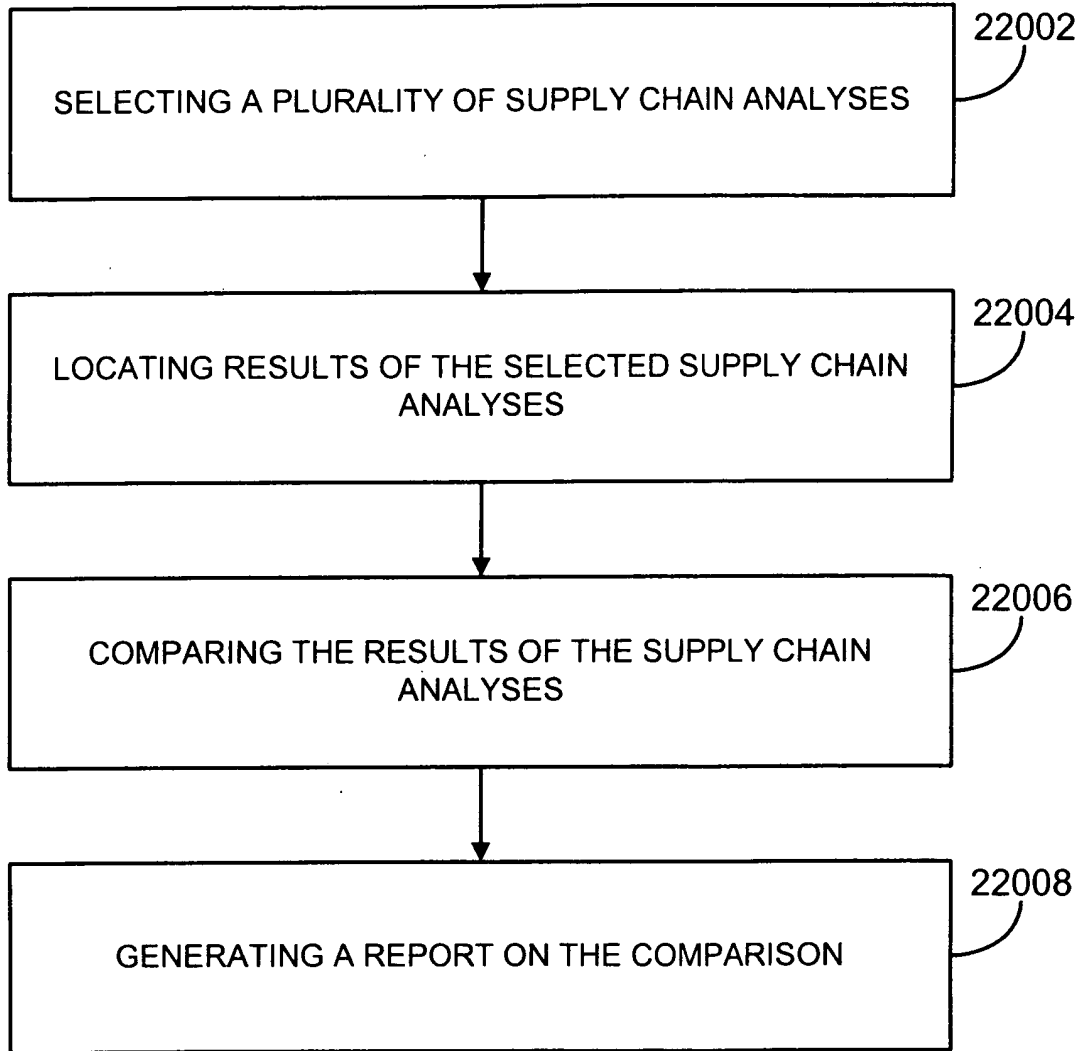 22002
SELECTING A PLURALITY OF SUPPLY CHAIN ANALYSES
22004
LOCATING RESULTS OF THE SELECTED SUPPLY CHAIN
ANALYSES
22006
COMPARING THE RESULTS OF THE SUPPLY CHAIN
ANALYSES
22008
GENERATING A REPORT ON THE COMPARISON